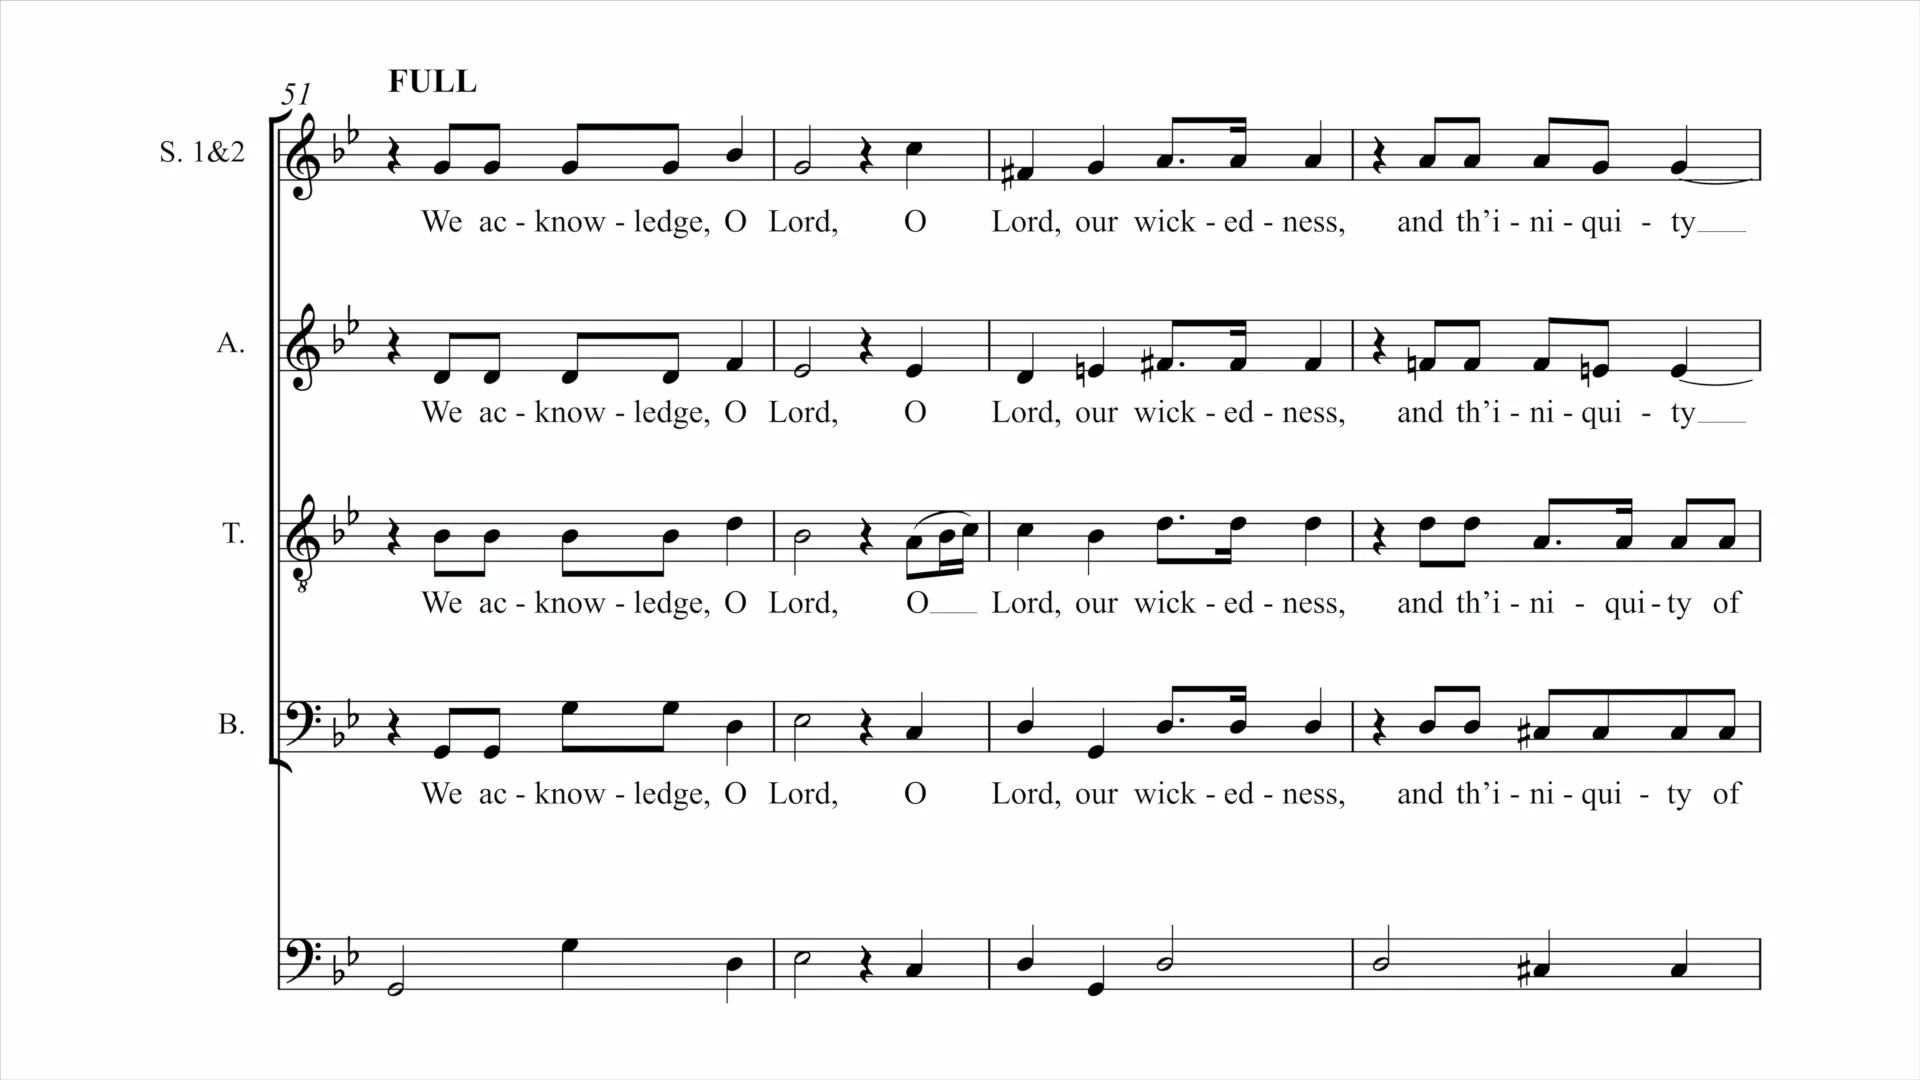 51 FULL
S. 1&2
We ac - know - ledge, O Lord, O Lord, our wick - ed - ness, and th’i - ni - qui - ty
A.
We ac - know - ledge, O Lord, O Lord, our wick - ed - ness, and th’i - ni - qui - ty
T.
8
We ac - know - ledge, O Lord, O Lord, our wick - ed - ness, and th’i - ni - qui - ty of
B.
We ac - know - ledge, O Lord, O Lord, our wick - ed - ness, and th’i - ni - qui - ty of